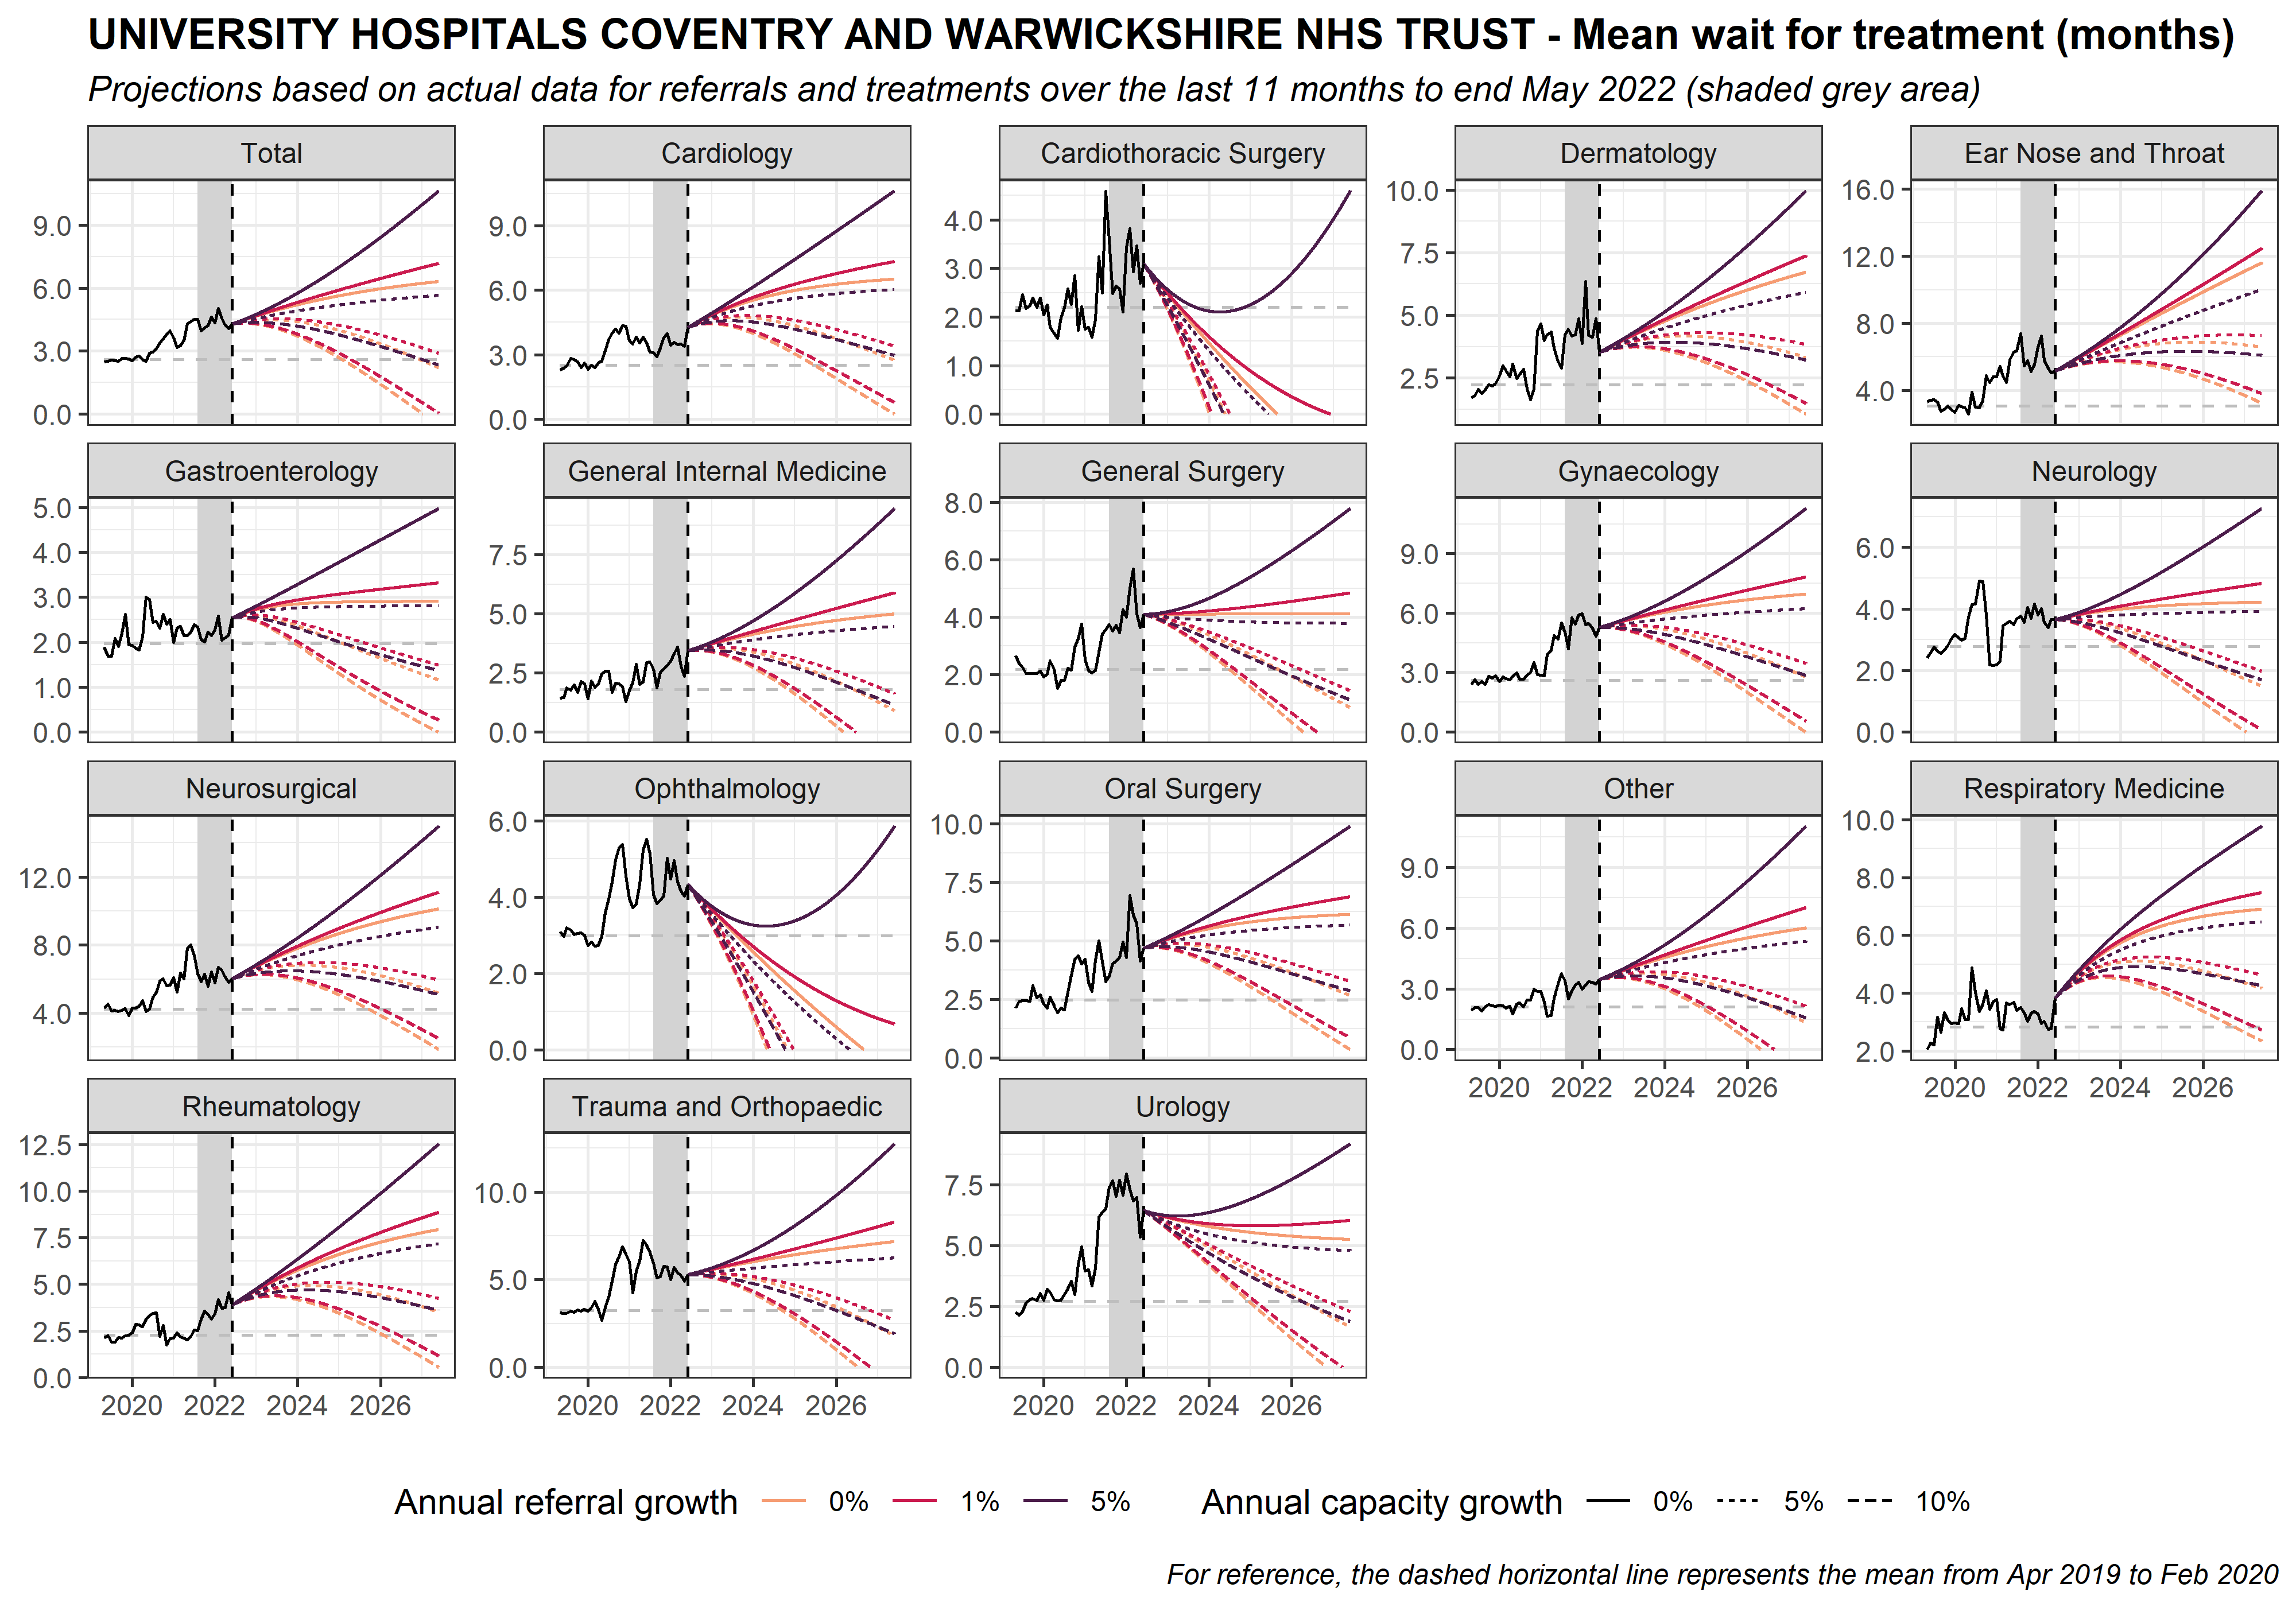 UNIVERSITY HOSPITALS COVENTRY AND WARWICKSHIRE NHS TRUST - Mean wait for treatment (months)
Projections based on actual data for referrals and treatments over the last 11 months to end May 2022 (shaded grey area)
Total
Cardiology
Cardiothoracic Surgery
Dermatology
Ear Nose and Throat
9.0
6.0
3.0
0.0
9.0
6.0
3.0
0.0
4.0
3.0
2.0
1.0
0.0
10.0
7.5
5.0
2.5
16.0
12.0
8.0
4.0
Gastroenterology
General Internal Medicine
General Surgery
Gynaecology
Neurology
5.0
4.0
3.0
2.0
1.0
0.0
7.5
5.0
2.5
0.0
8.0
6.0
4.0
2.0
0.0
9.0
6.0
3.0
0.0
6.0
4.0
2.0
0.0
Neurosurgical
Ophthalmology
Oral Surgery
Other
Respiratory Medicine
12.0
8.0
4.0
6.0
4.0
2.0
0.0
10.0
7.5
5.0
2.5
0.0
9.0
6.0
3.0
0.0
10.0
8.0
6.0
4.0
2.0
2020 2022 2024 2026
2020 2022 2024 2026
Rheumatology
Trauma and Orthopaedic
Urology
12.5
10.0
7.5
5.0
2.5
0.0
10.0
5.0
0.0
7.5
5.0
2.5
0.0
2020 2022 2024 2026
2020 2022 2024 2026
2020 2022 2024 2026
Annual referral growth 0% 1% 5% Annual capacity growth 0% 5% 10%
For reference, the dashed horizontal line represents the mean from Apr 2019 to Feb 2020